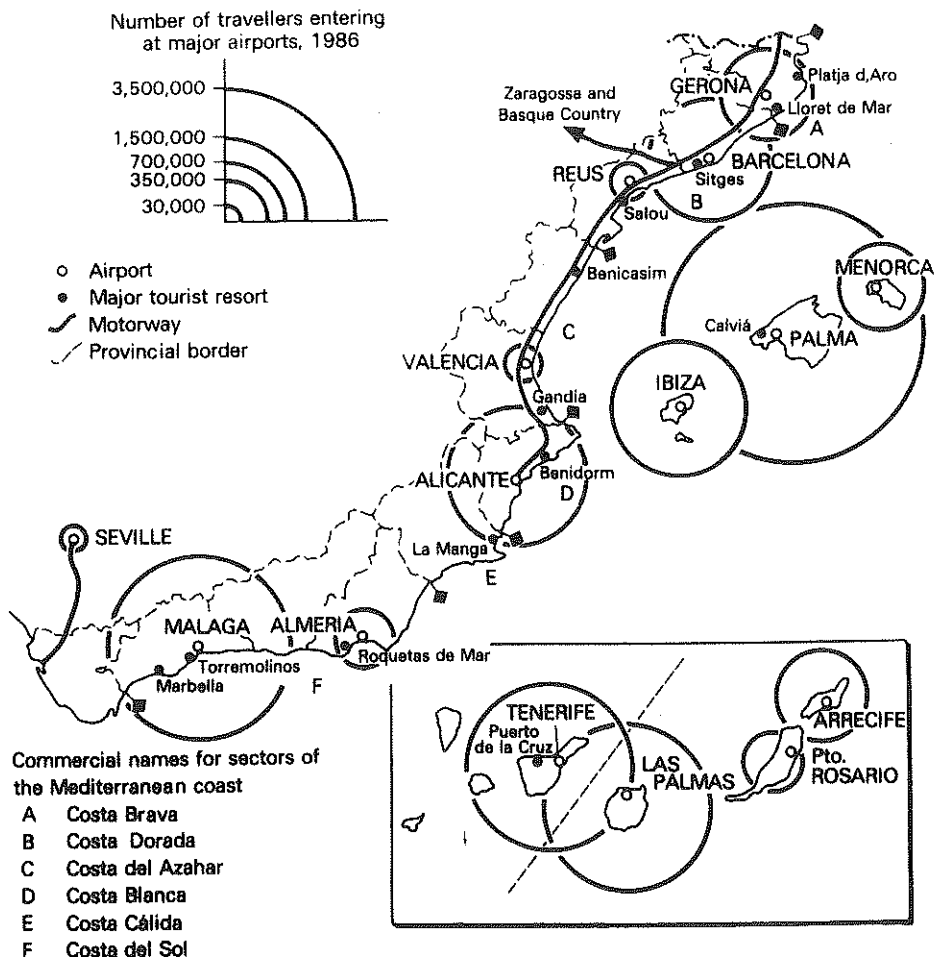 Number of travellers entering
at major airports, 1986
3,500,000
1,500,000
700,000
350,000
30,000
Airport
Major tourist resort
Motorway
Provincial border
Zaragossa and
Basque Country
GERONA
Platja d,Aro
Lloret de Mar
A
BARCELONA
Sitges
REUS
B
Salou
Benicasim
MENORCA
C
Calviá
PALMA
VALENCIA
IBIZA
Gandia
ALICANTE
Benidorm
D
SEVILLE
La Manga
E
MALAGA
ALMERIA
Torremolinos
Roquetas de Mar
Marbella
F
TENERIFE
Puerto
de la Cruz
ARRECIFE
LAS
PALMAS
Pto.
ROSARIO
Commercial names for sectors of
the Mediterranean coast
A Costa Brava
B Costa Dorada
C Costa del Azahar
D Costa Blanca
E Costa Cálida
F Costa del Sol